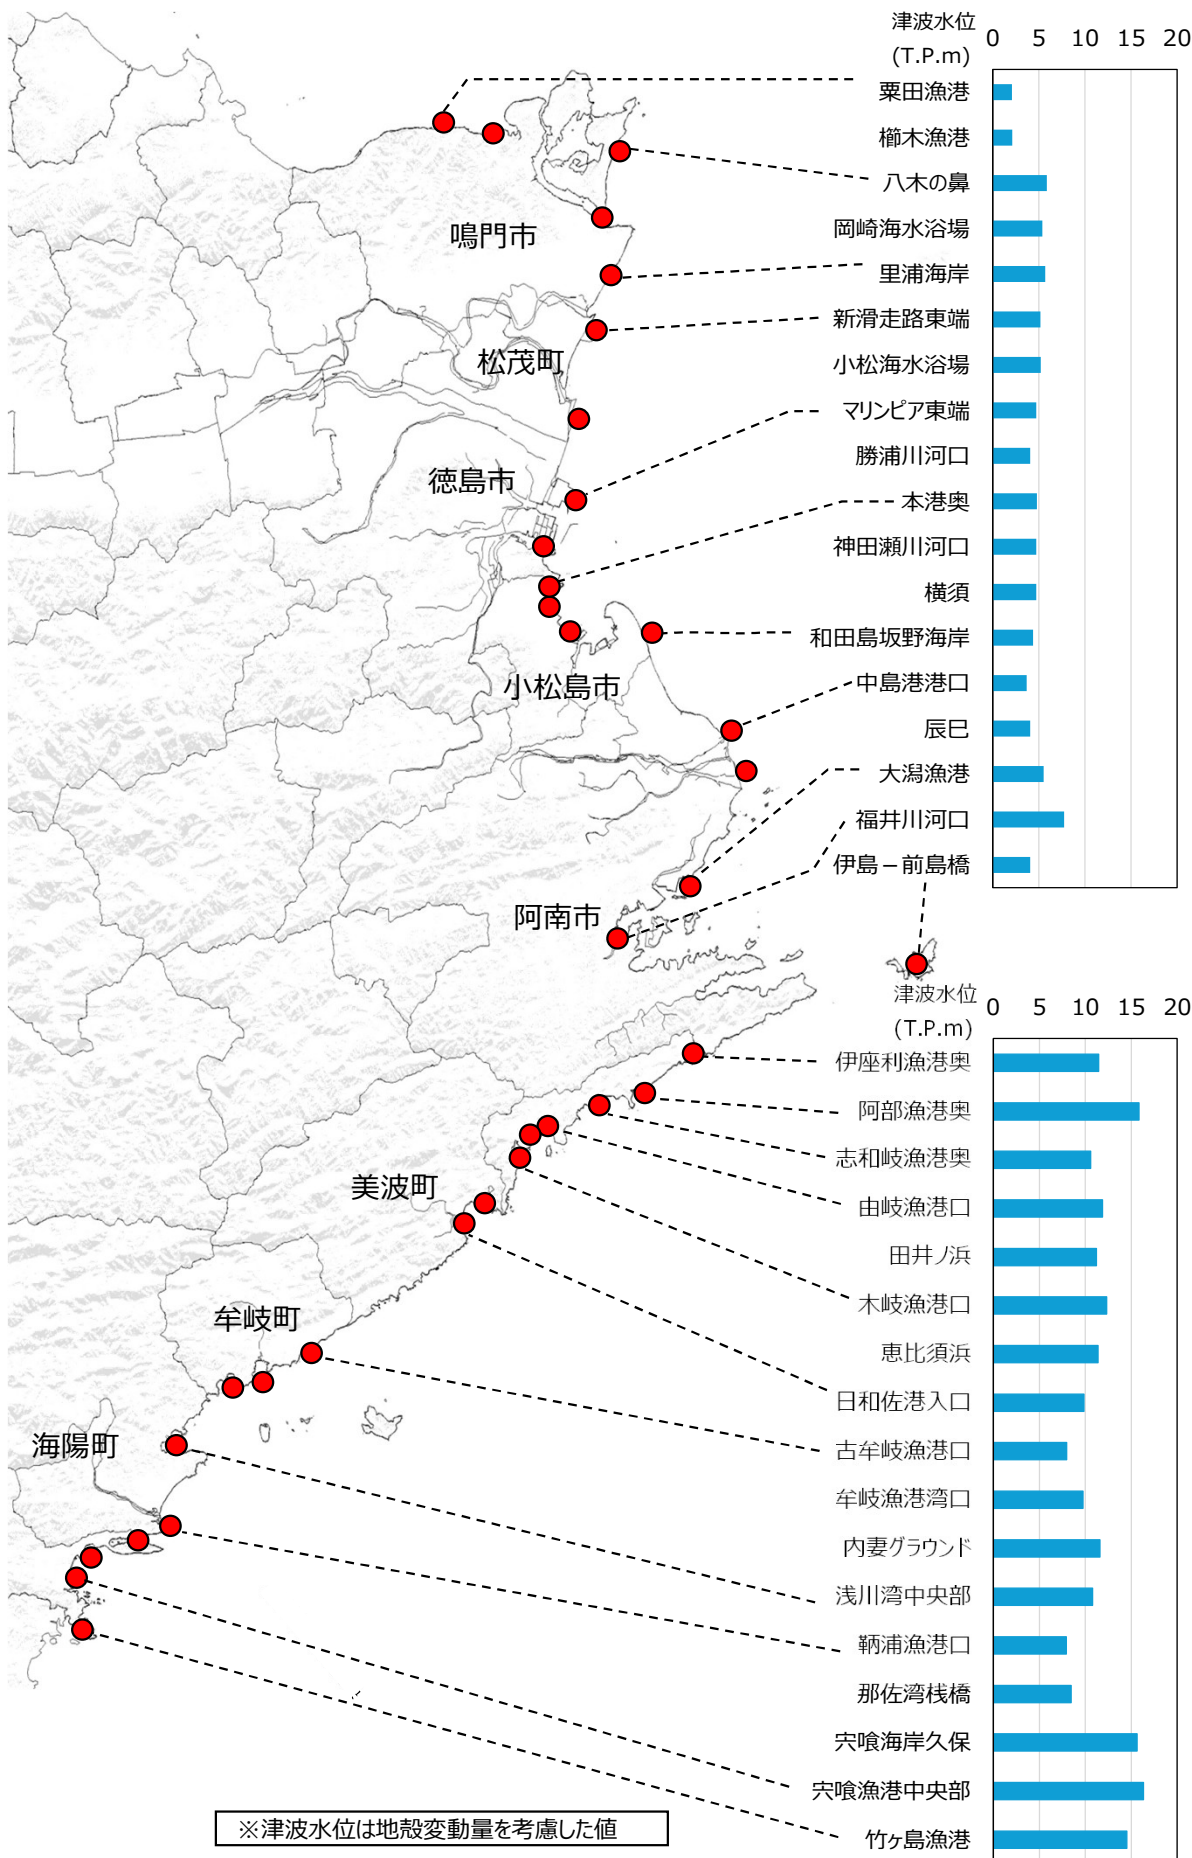 津波水位
(T.P.m)
0 5 10 15 20
粟田漁港
櫛木漁港
八木の鼻
岡崎海水浴場
里浦海岸
新滑走路東端
小松海水浴場
マリンピア東端
勝浦川河口
本港奥
神田瀬川河口
横須
和田島坂野海岸
中島港港口
辰巳
大潟漁港
福井川河口
伊島－前島橋
鳴門市
松茂町
徳島市
小松島市
阿南市
津波水位
(T.P.m)
0 5 10 15 20
伊座利漁港奥
阿部漁港奥
志和岐漁港奥
由岐漁港口
田井ノ浜
木岐漁港口
恵比須浜
日和佐港入口
古牟岐漁港口
牟岐漁港湾口
内妻グラウンド
浅川湾中央部
鞆浦漁港口
那佐湾桟橋
宍喰海岸久保
宍喰漁港中央部
竹ヶ島漁港
美波町
牟岐町
海陽町
※津波水位は地殻変動量を考慮した値